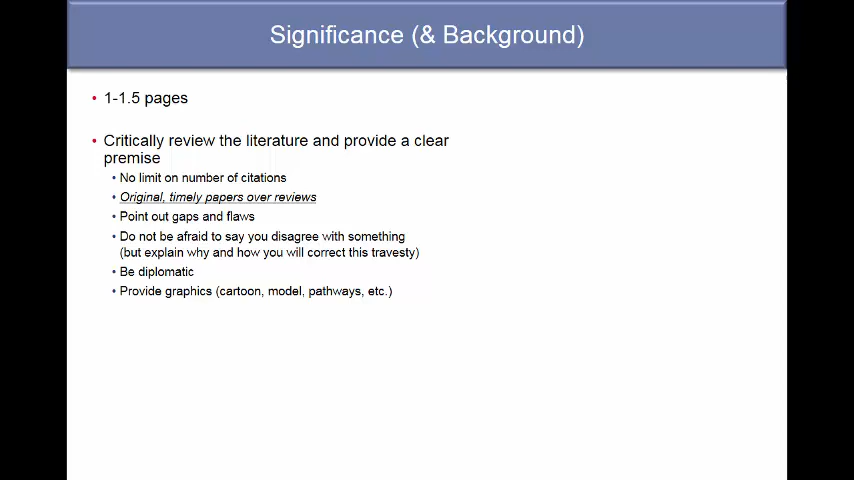 Significance (& Background)
• 1-1.5 pages
• Critically review the literature and provide a clear
premise
• No limit on number of citations
• Original, timely papers over reviews
• Point out gaps and flaws
• Do not be afraid to say you disagree with something
(but explain why and how you will correct this travesty)
• Be diplomatic
• Provide graphics (cartoon, model, pathways, etc.)